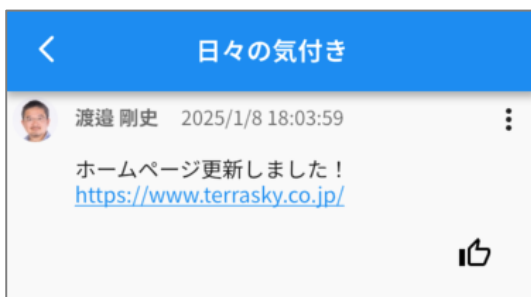 日々の気付き
渡邉 剛史 2025/1/8 18:03:59
ホームページ更新しました！
https://www.terrasky.co.jp/